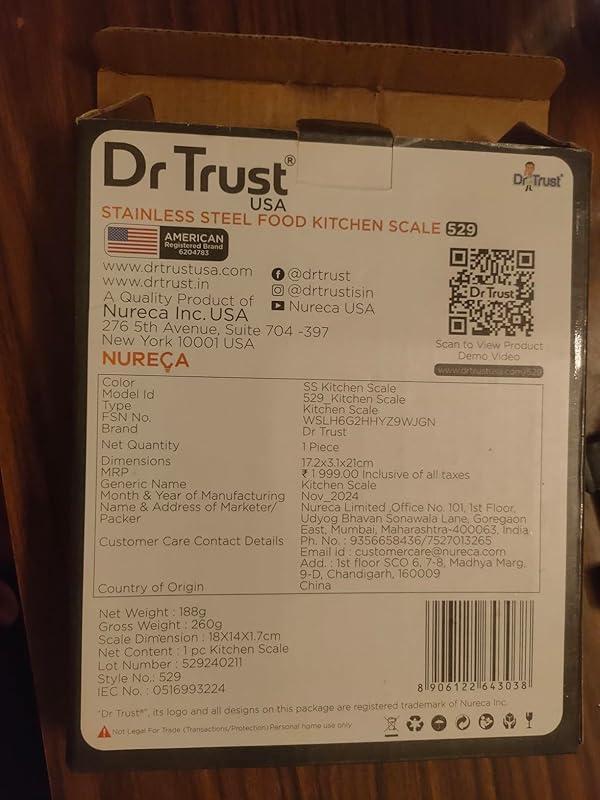 Dr Trust®
USA
Dr Trust®
STAINLESS STEEL FOOD KITCHEN SCALE 529
AMERICAN
Registered Brand
6204783
www.drtrustusa.com
www.drtrust.in
A Quality Product of
Nureca Inc. USA
276 5th Avenue, Suite 704 -397
New York 10001 USA
NURECA
@drtrust
@drtrustisin
Nureca USA
Dr Trust
Scan to View Product
Demo Video
www.drtrustusa.com/529
Color SS Kitchen Scale
Model Id 529_Kitchen Scale
Type Kitchen Scale
FSN No. WSLH6G2HHYZ9WJGN
Brand Dr Trust
Net Quantity 1 Piece
Dimensions 17.2x3.1x21cm
MRP ₹ 1 999.00 Inclusive of all taxes
Generic Name Kitchen Scale
Month & Year of Manufacturing Nov_2024
Name & Address of Marketer/ Nureca Limited ,Office No. 101, 1st Floor,
Packer Udyog Bhavan Sonawala Lane, Goregaon
East, Mumbai, Maharashtra-400063, India
Customer Care Contact Details Ph. No. : 9356658436/7527013265
Email id : customercare@nureca.com
Add. : 1st floor SCO 6, 7-8, Madhya Marg,
9-D, Chandigarh, 160009
Country of Origin China
Net Weight : 188g
Gross Weight : 260g
Scale Dimension : 18X14X1.7cm
Net Content : 1 pc Kitchen Scale
Lot Number : 529240211
Style No.: 529
IEC No. : 0516993224
8 906122 643038
"Dr Trust®", its logo and all designs on this package are registered trademark of Nureca Inc.
Not Legal For Trade (Transactions/Protection) Personal home use only